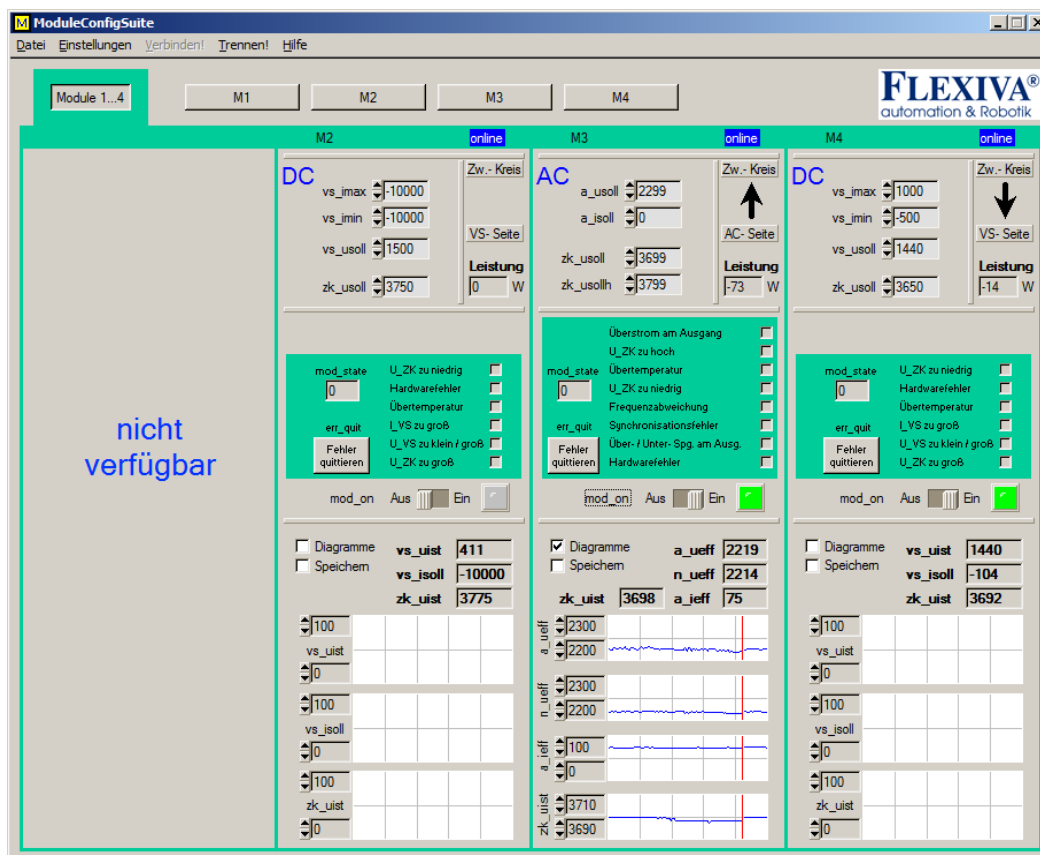 ModuleConfigSuite
Datei Einstellungen Verbinden! Trennen! Hilfe
Module 1...4 M1 M2 M3 M4
FLEXIVA®
automation & Robotik
M2 online M3 online M4 online
nicht
verfügbar
DC
Zw.- Kreis
vs_imax -10000
vs_imin -10000
VS- Seite
vs_usoll 1500
Leistung
zk_usoll 3750
0 W
mod_state
0
U_ZK zu niedrig
Hardwarefehler
Übertemperatur
err_quit
I_VS zu groß
Fehler
quittieren
U_VS zu klein / groß
U_ZK zu groß
mod_on Aus Ein
Diagramme
Speichern
vs_uist 411
vs_isoll -10000
zk_uist 3775
100
vs_uist
0
100
vs_isoll
0
100
zk_uist
0
AC
Zw.- Kreis
a_usoll 2299
a_isoll 0
AC- Seite
zk_usoll 3699
Leistung
zk_usollh 3799
-73 W
Überstrom am Ausgang
U_ZK zu hoch
mod_state
0
Übertemperatur
U_ZK zu niedrig
Frequenzabweichung
err_quit
Synchronisationsfehler
Fehler
quittieren
Über- / Unter- Spg. am Ausg.
Hardwarefehler
mod_on Aus Ein
Diagramme
Speichern
a_ueff 2219
n_ueff 2214
zk_uist 3698 a_ieff 75
a_ueff
2300
2200
n_ueff
2300
2200
a_ieff
100
0
zk_uist
3710
3690
DC
Zw.- Kreis
vs_imax 1000
vs_imin -500
VS- Seite
vs_usoll 1440
Leistung
zk_usoll 3650
-14 W
mod_state
0
U_ZK zu niedrig
Hardwarefehler
Übertemperatur
err_quit
I_VS zu groß
Fehler
quittieren
U_VS zu klein / groß
U_ZK zu groß
mod_on Aus Ein
Diagramme
Speichern
vs_uist 1440
vs_isoll -104
zk_uist 3692
100
vs_uist
0
100
vs_isoll
0
100
zk_uist
0